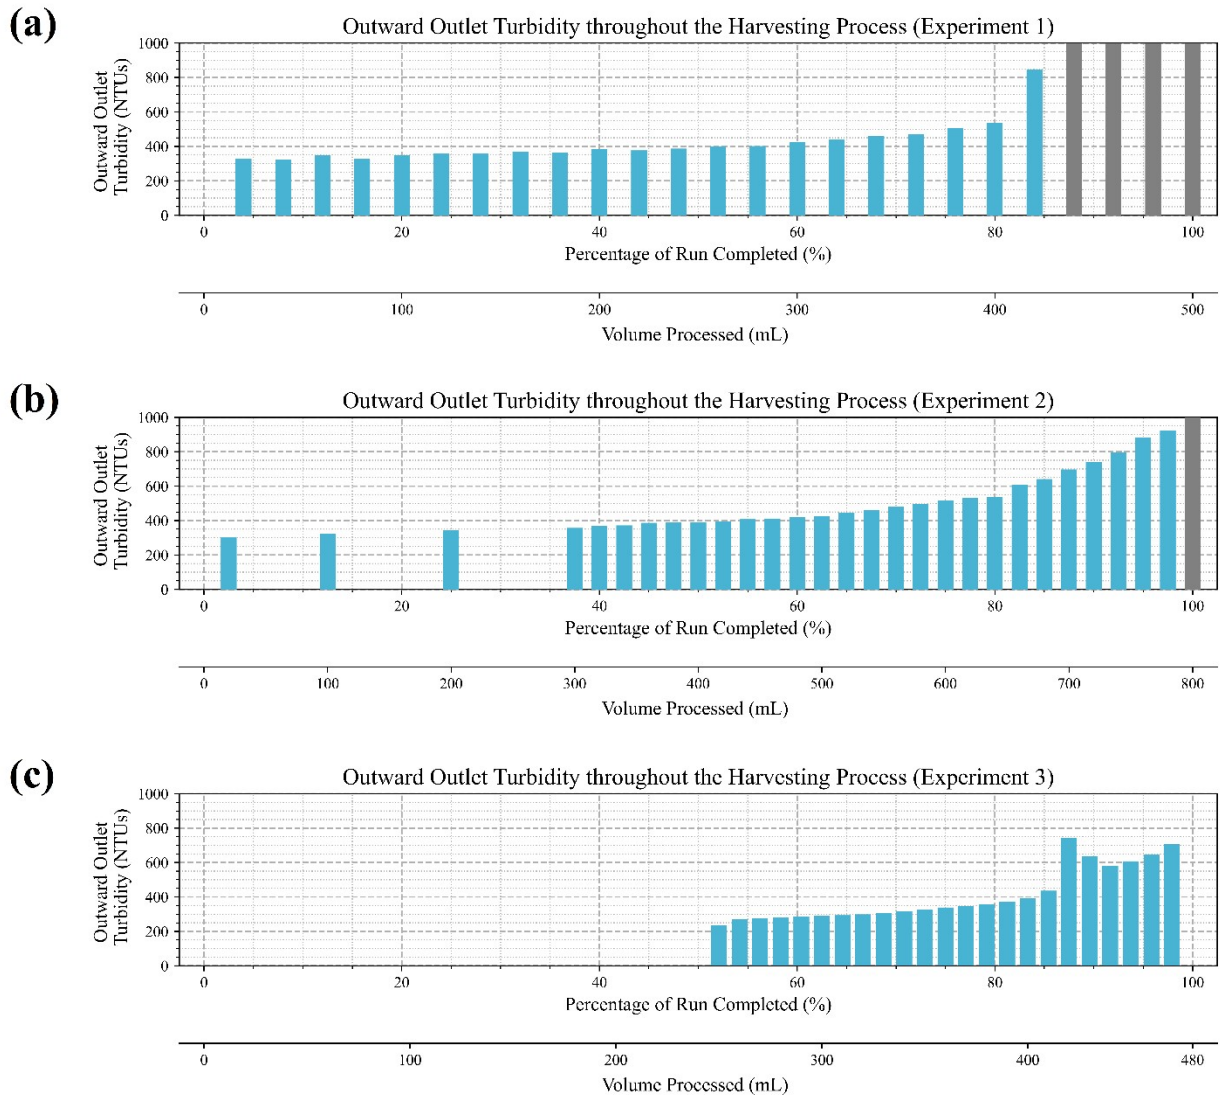 (a)
Outward Outlet Turbidity throughout the Harvesting Process (Experiment 1)
Outward Outlet
Turbidity (NTUs)
1000
800
600
400
200
0
0 20 40 60 80 100
Percentage of Run Completed (%)
0 100 200 300 400 500
Volume Processed (mL)
(b)
Outward Outlet Turbidity throughout the Harvesting Process (Experiment 2)
Outward Outlet
Turbidity (NTUs)
1000
800
600
400
200
0
0 20 40 60 80 100
Percentage of Run Completed (%)
0 100 200 300 400 500 600 700 800
Volume Processed (mL)
(c)
Outward Outlet Turbidity throughout the Harvesting Process (Experiment 3)
Outward Outlet
Turbidity (NTUs)
1000
800
600
400
200
0
0 20 40 60 80 100
Percentage of Run Completed (%)
0 100 200 300 400 480
Volume Processed (mL)